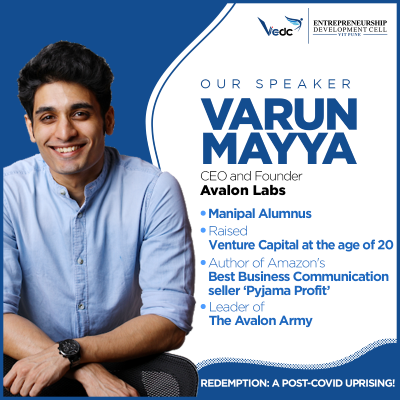 Vedc
ENTREPRENEURSHIP
DEVELOPMENT CELL
VIT PUNE
OUR SPEAKER
VARUN
MAYYA
CEO and Founder
Avalon Labs
• Manipal Alumnus
• Raised
Venture Capital at the age of 20
• Author of Amazon's
Best Business Communication
seller ‘Pyjama Profit’
• Leader of
The Avalon Army
REDEMPTION: A POST-COVID UPRISING!